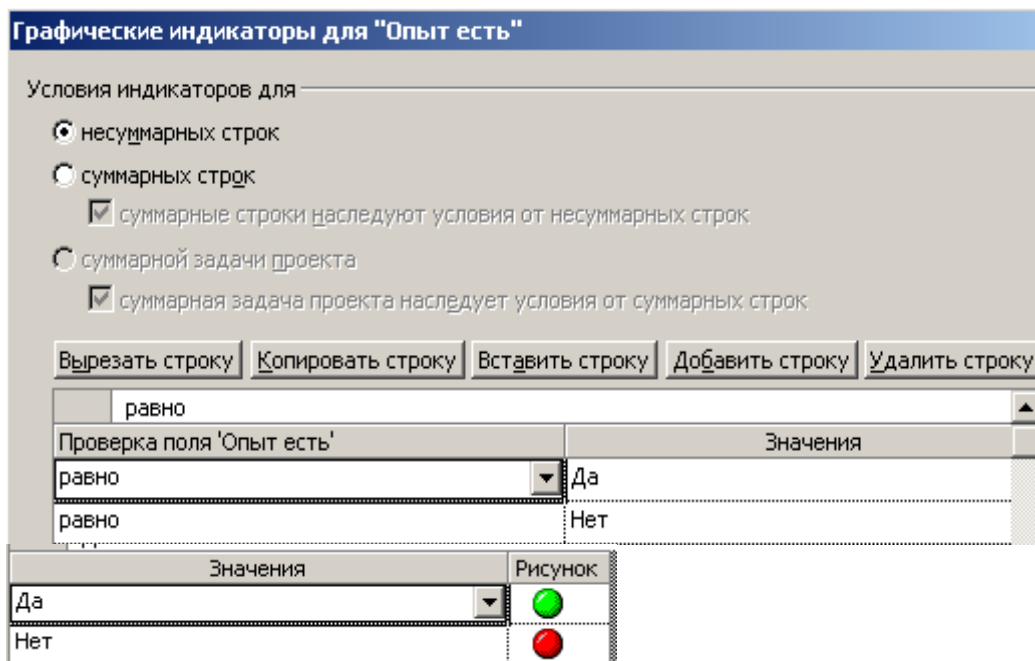 Графические индикаторы для "Опыт есть"
Условия индикаторов для
несуммарных строк
суммарных строк
суммарные строки наследуют условия от несуммарных строк
суммарной задачи проекта
суммарная задача проекта наследует условия от суммарных строк
Вырезать строку Копировать строку Вставить строку Добавить строку Удалить строку
равно
Проверка поля 'Опыт есть' Значения
равно Да
равно Нет
Значения Рисунок
Да
Нет